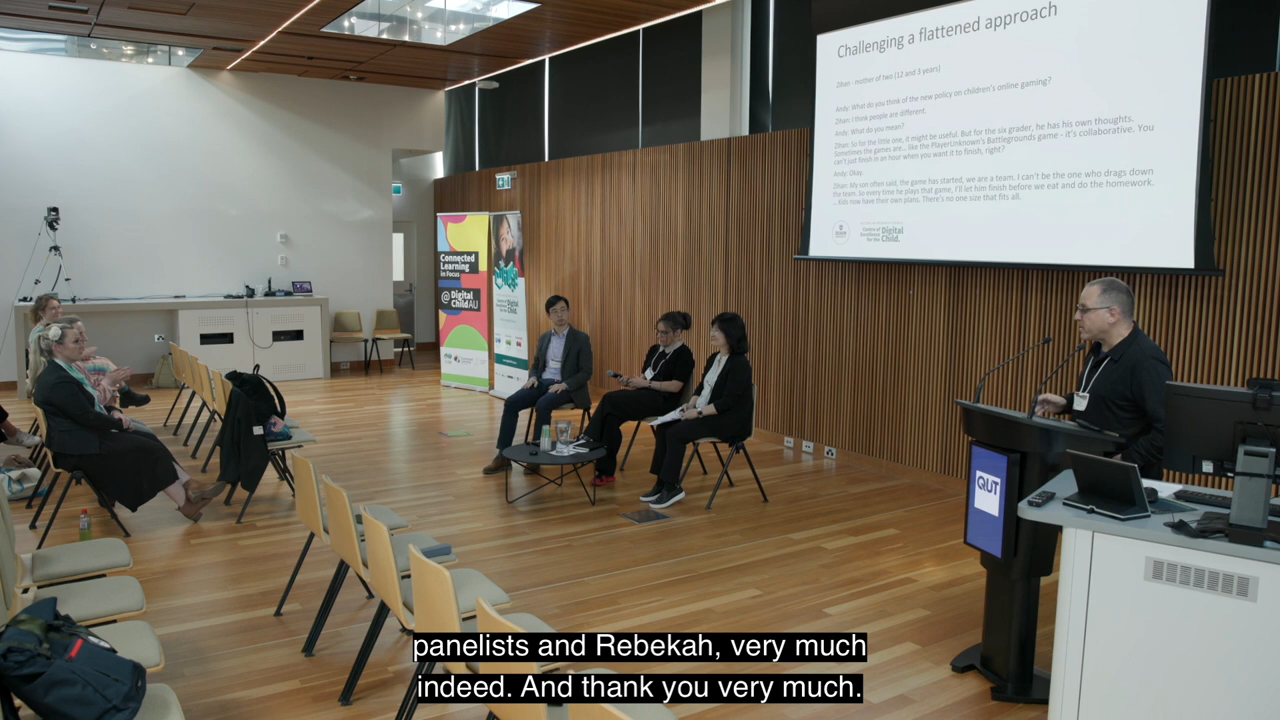 Challenging a flattened approach
Zihan - mother of two (12 and 3 years)
Andy: What do you think of the new policy on children's online gaming?
Zihan: I think people are different.
Andy: What do you mean?
Zihan: So for the little one, it might be useful. But for the six grader, he has his own thoughts.
Sometimes the games are... like the PlayerUnknown's Battlegrounds game - it's collaborative. You
can't just finish in an hour when you want it to finish, right?
Andy: Okay.
Zihan: My son often said, the game has started, we are a team. I can't be the one who drags down
the team. So every time he plays that game, I'll let him finish before we eat and do the homework.
... Kids now have their own plans. There's no one size that fits all.
Centre of
Excellence
for the
Digital
Child.
Connected
Learning
in Focus
@ Digital
Child AU
QUT
panelists and Rebekah, very much
indeed. And thank you very much.